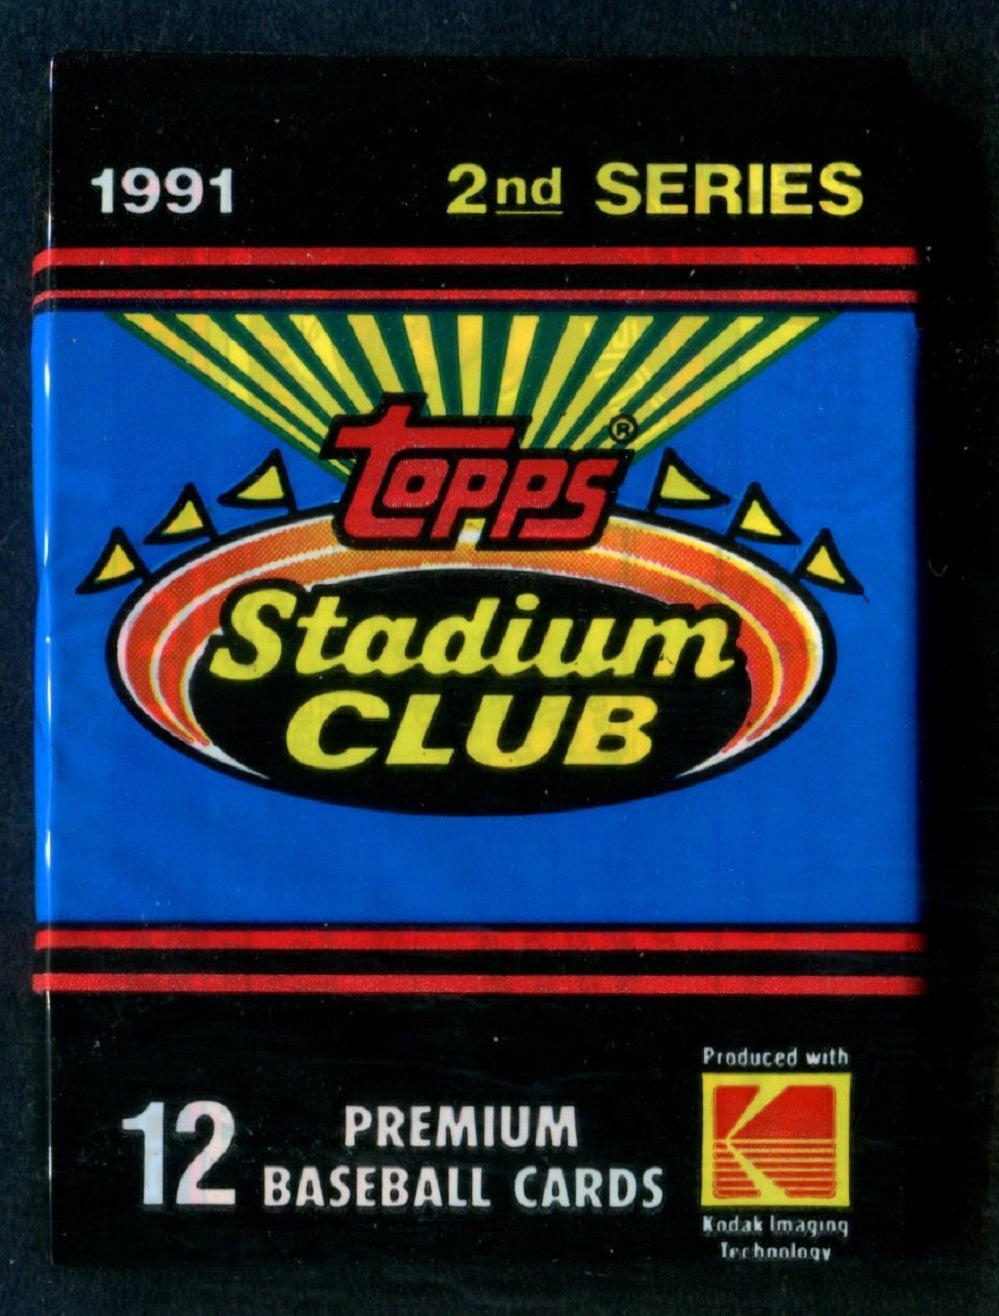 1991 2nd SERIES
Topps ®
Stadium
CLUB
12 PREMIUM
BASEBALL CARDS
Produced with
Kodak Imaging
Technology